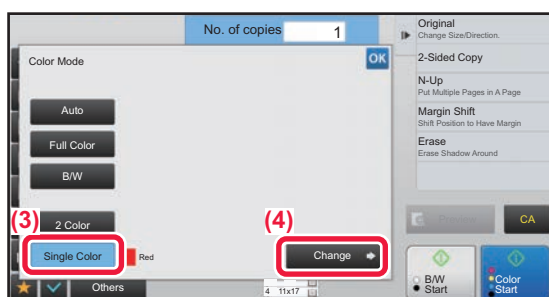 No. of copies 1
Original
Change Size/Direction.
Color Mode
OK
2-Sided Copy
N-Up
Put Multiple Pages in A Page
Auto
Margin Shift
Shift Position to Have Margin
Full Color
Erase
Erase Shadow Around
B/W
(3)
(4)
2 Color
CA
Single Color
Red
Change
Others
4 11x17
B/W
Start
Color
Start